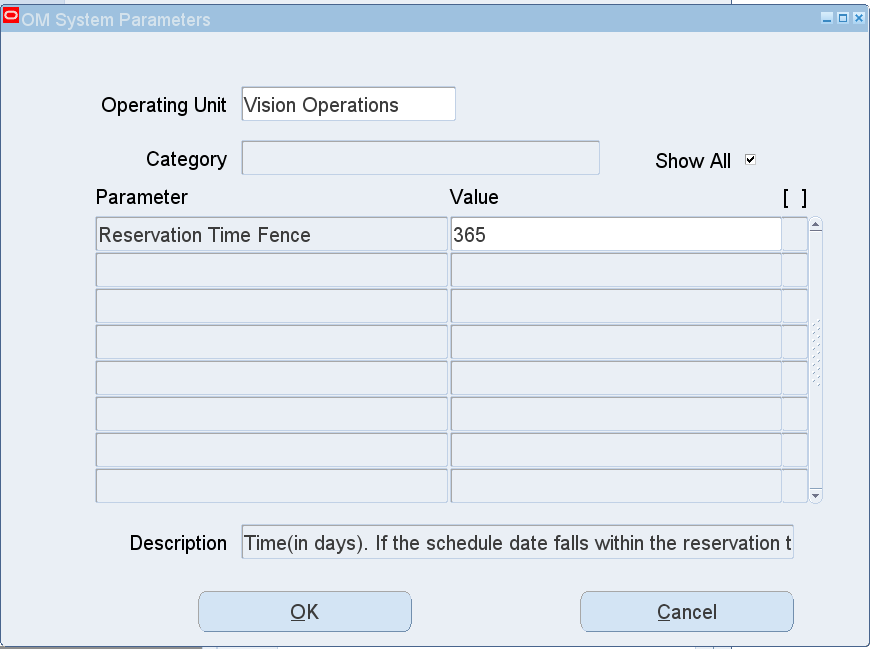 OM System Parameters
Operating Unit Vision Operations
Category Show All
Parameter Value [ ]
Reservation Time Fence 365
Description Time(in days). If the schedule date falls within the reservation t
OK Cancel